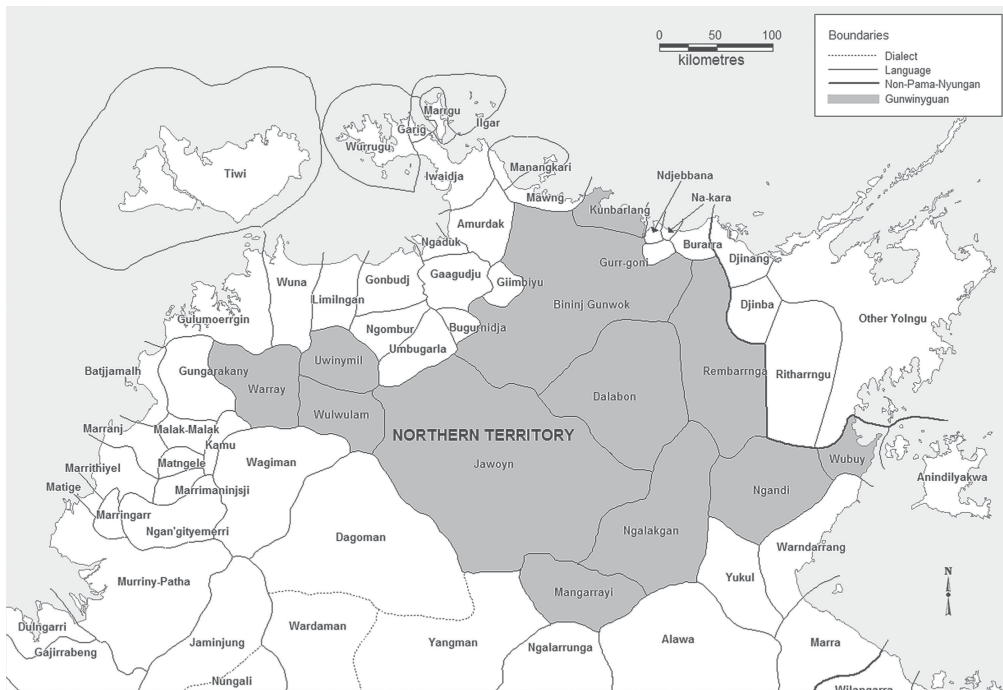 0 50 100
kilometres
Boundaries
Dialect
Language
Non-Pama-Nyungan
Gunwinyguan
Marrgu
Ilgar
Garig
Wurrugu
Iwaidja
Manangkari
Mawng
Tiwi
Ndjebbana
Na-kara
Kunbarlang
Amurdak
Ngaduk
Burarra
Gurr-goni
Djinang
Wuna
Limilngan
Gonbudj
Gaagudju
Giimbiyu
Bininj Gunwok
Djinba
Other Yolngu
Gulumoerrgin
Ngombur
Bugurnidja
Umbugarla
Batjjamalh
Gungarakany
Uwinymil
Warray
Wulwulam
Rembarrnga
Ritharrngu
Dalabon
Marranj
Malak-Malak
Kamu
NORTHERN TERRITORY
Marrithiyel
Matngele
Wagiman
Jawoyn
Wubuy
Matige
Marrimaninjsji
Ngandi
Anindilyakwa
Marringarr
Ngan'gityemerri
Dagoman
Ngalakgan
Warndarrang
N
Murriny-Patha
Mangarrayi
Yukul
Dulngarri
Gajirrabeng
Jaminjung
Wardaman
Yangman
Ngalarrunga
Alawa
Marra
Nungali
Wilangarra